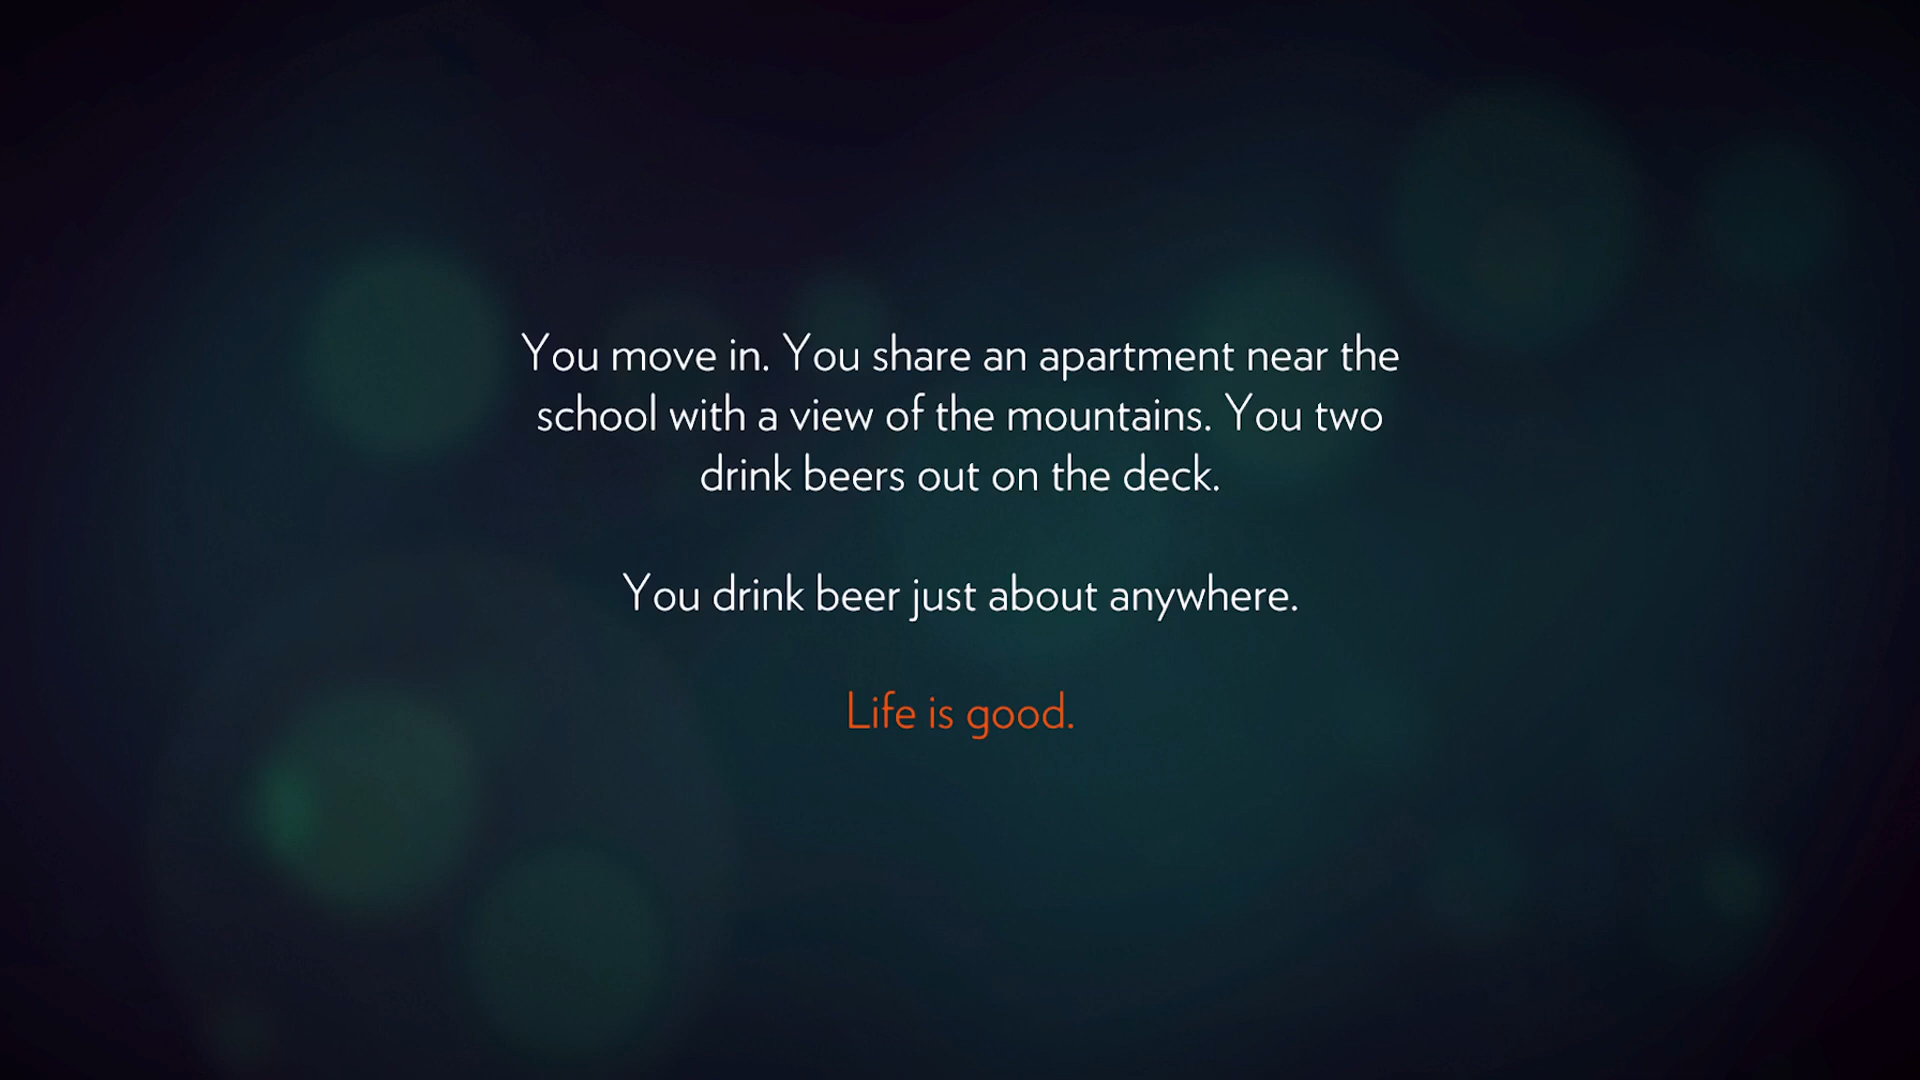 You move in. You share an apartment near the
school with a view of the mountains. You two
drink beers out on the deck.
You drink beer just about anywhere.
Life is good.